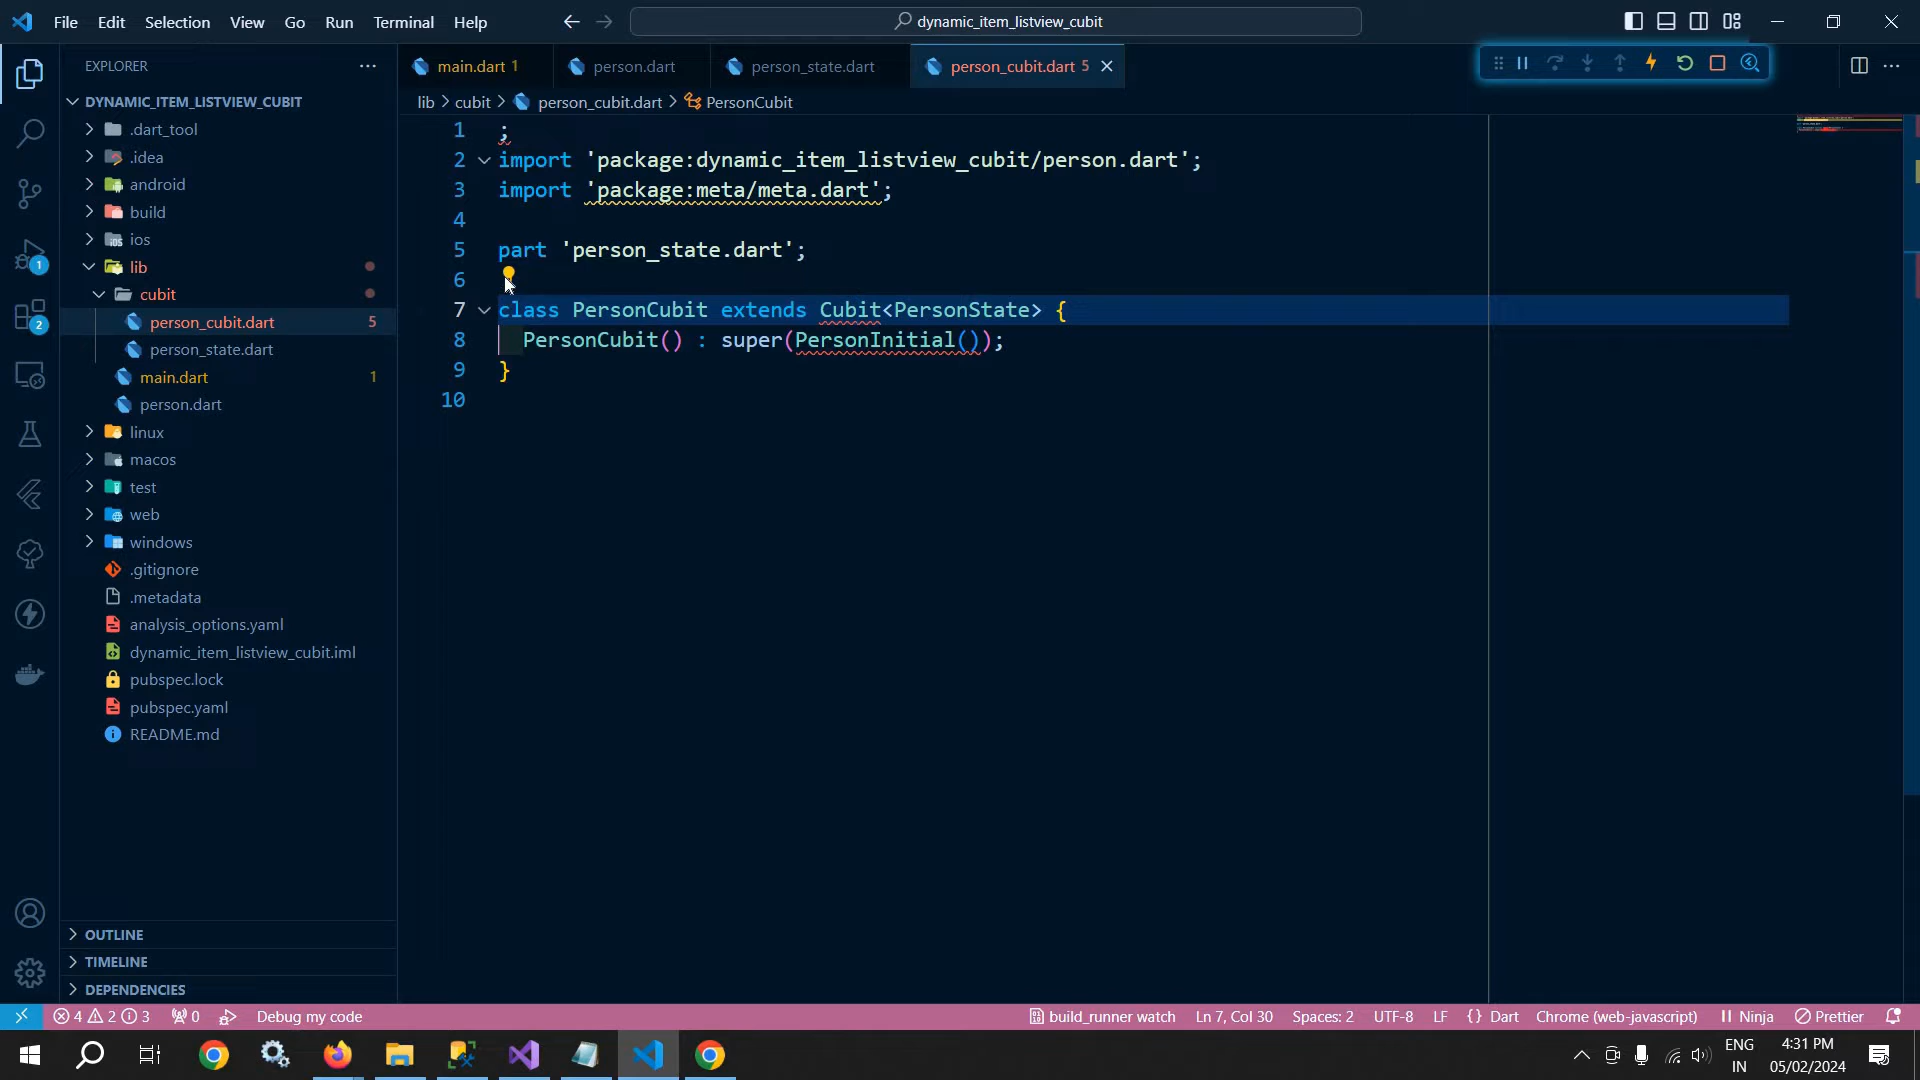 File Edit Selection View Go Run Terminal Help
dynamic_item_listview_cubit
EXPLORER
main.dart 1
person.dart
person_state.dart
person_cubit.dart 5
DYNAMIC_ITEM_LISTVIEW_CUBIT
lib > cubit > person_cubit.dart > PersonCubit
.dart_tool
.idea
android
build
ios
lib
cubit
person_cubit.dart 5
person_state.dart
main.dart 1
person.dart
linux
macos
test
web
windows
.gitignore
.metadata
analysis_options.yaml
dynamic_item_listview_cubit.iml
pubspec.lock
pubspec.yaml
README.md
OUTLINE
TIMELINE
DEPENDENCIES
1
2
1 ;
2 import 'package:dynamic_item_listview_cubit/person.dart';
3 import 'package:meta/meta.dart';
4
5 part 'person_state.dart';
6
7 class PersonCubit extends Cubit<PersonState> {
8 PersonCubit() : super(PersonInitial());
9 }
10
4 2 3 0 Debug my code
build_runner watch Ln 7, Col 30 Spaces: 2 UTF-8 LF {} Dart Chrome (web-javascript) Ninja Prettier
ENG
IN
4:31 PM
05/02/2024